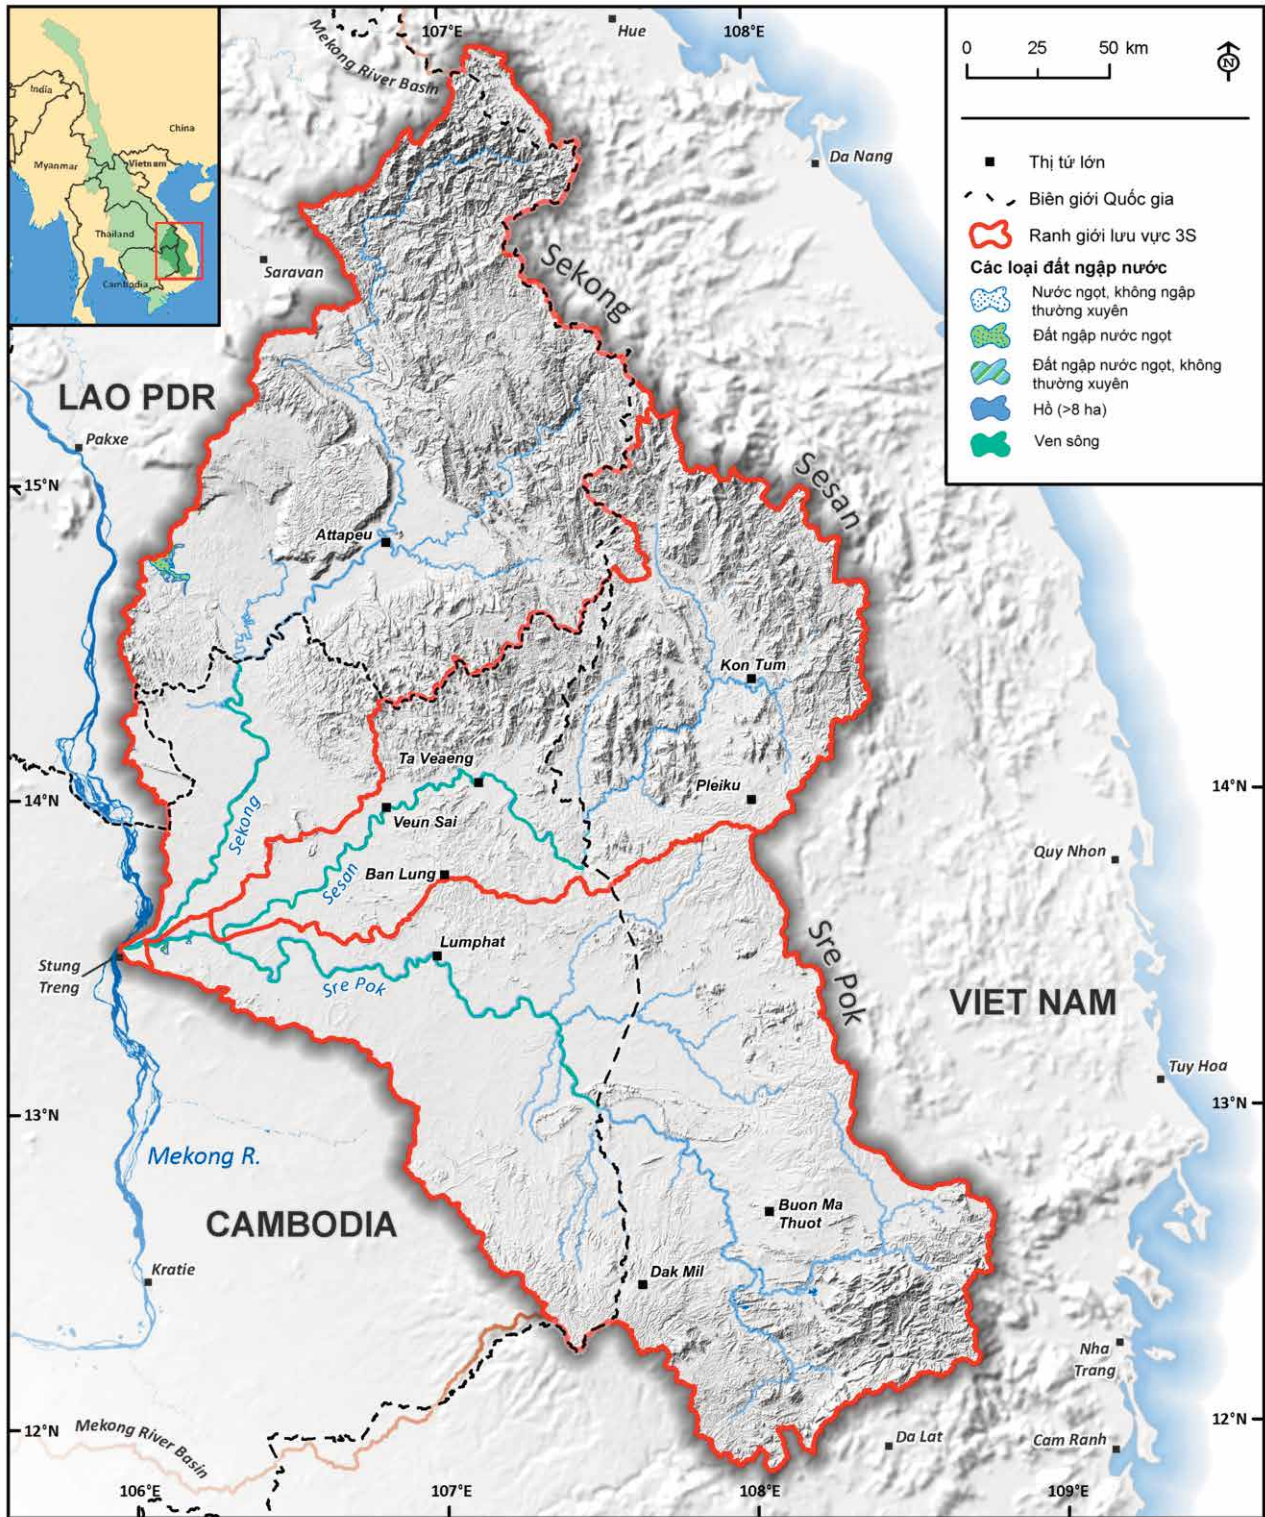 107°E
108°E
Hue
Mekong River Basin
India
China
Myanmar
Vietnam
Thailand
Cambodia
0 25 50 km
N
Thị tứ lớn
Biên giới Quốc gia
Ranh giới lưu vực 3S
Các loại đất ngập nước
Nước ngọt, không ngập
thường xuyên
Đất ngập nước ngọt
Đất ngập nước ngọt, không
thường xuyên
Hồ (>8 ha)
Ven sông
Da Nang
Saravan
Sekong
LAO PDR
Pakxe
Sesan
15°N
Attapeu
Kon Tum
Ta Veaeng
Pleiku
14°N
14°N
Veun Sai
Sekong
Quy Nhon
Ban Lung
Sesan
Lumphat
Stung
Treng
Sre Pok
Sre Pok
VIET NAM
Tuy Hoa
13°N
13°N
Mekong R.
CAMBODIA
Buon Ma
Thuot
Kratie
Dak Mil
Nha
Trang
12°N
12°N
Mekong River
Basin
Da Lat
Cam Ranh
106°E
107°E
108°E
109°E